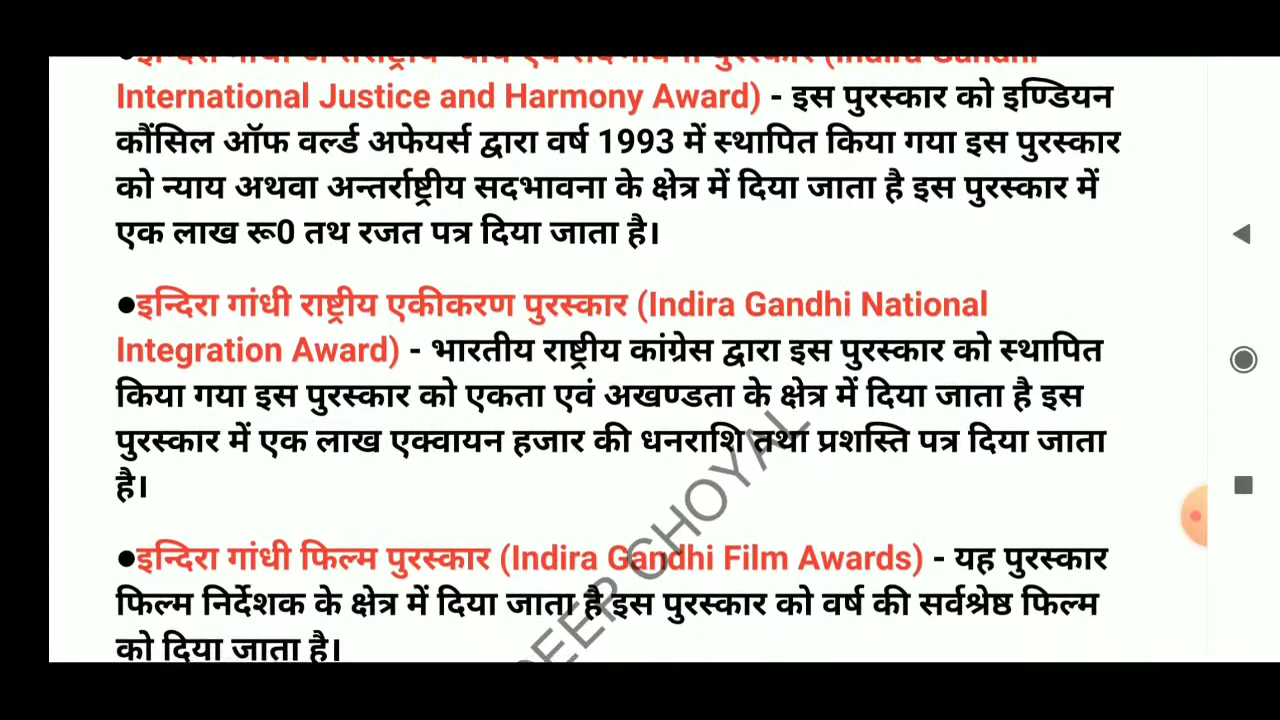 International Justice and Harmony Award) - इस पुरस्कार को इण्डियन
कौंसिल ऑफ वर्ल्ड अफेयर्स द्वारा वर्ष 1993 में स्थापित किया गया इस पुरस्कार
को न्याय अथवा अन्तर्राष्ट्रीय सदभावना के क्षेत्र में दिया जाता है इस पुरस्कार में
एक लाख रू0 तथ रजत पत्र दिया जाता है।
●इन्दिरा गांधी राष्ट्रीय एकीकरण पुरस्कार (Indira Gandhi National
Integration Award) - भारतीय राष्ट्रीय कांग्रेस द्वारा इस पुरस्कार को स्थापित
किया गया इस पुरस्कार को एकता एवं अखण्डता के क्षेत्र में दिया जाता है इस
पुरस्कार में एक लाख एक्वायन हजार की धनराशि तथा प्रशस्ति पत्र दिया जाता
है।
●इन्दिरा गांधी फिल्म पुरस्कार (Indira Gandhi Film Awards) - यह पुरस्कार
फिल्म निर्देशक के क्षेत्र में दिया जाता है इस पुरस्कार को वर्ष की सर्वश्रेष्ठ फिल्म
को दिया जाता है।
DEEP CHOYAL